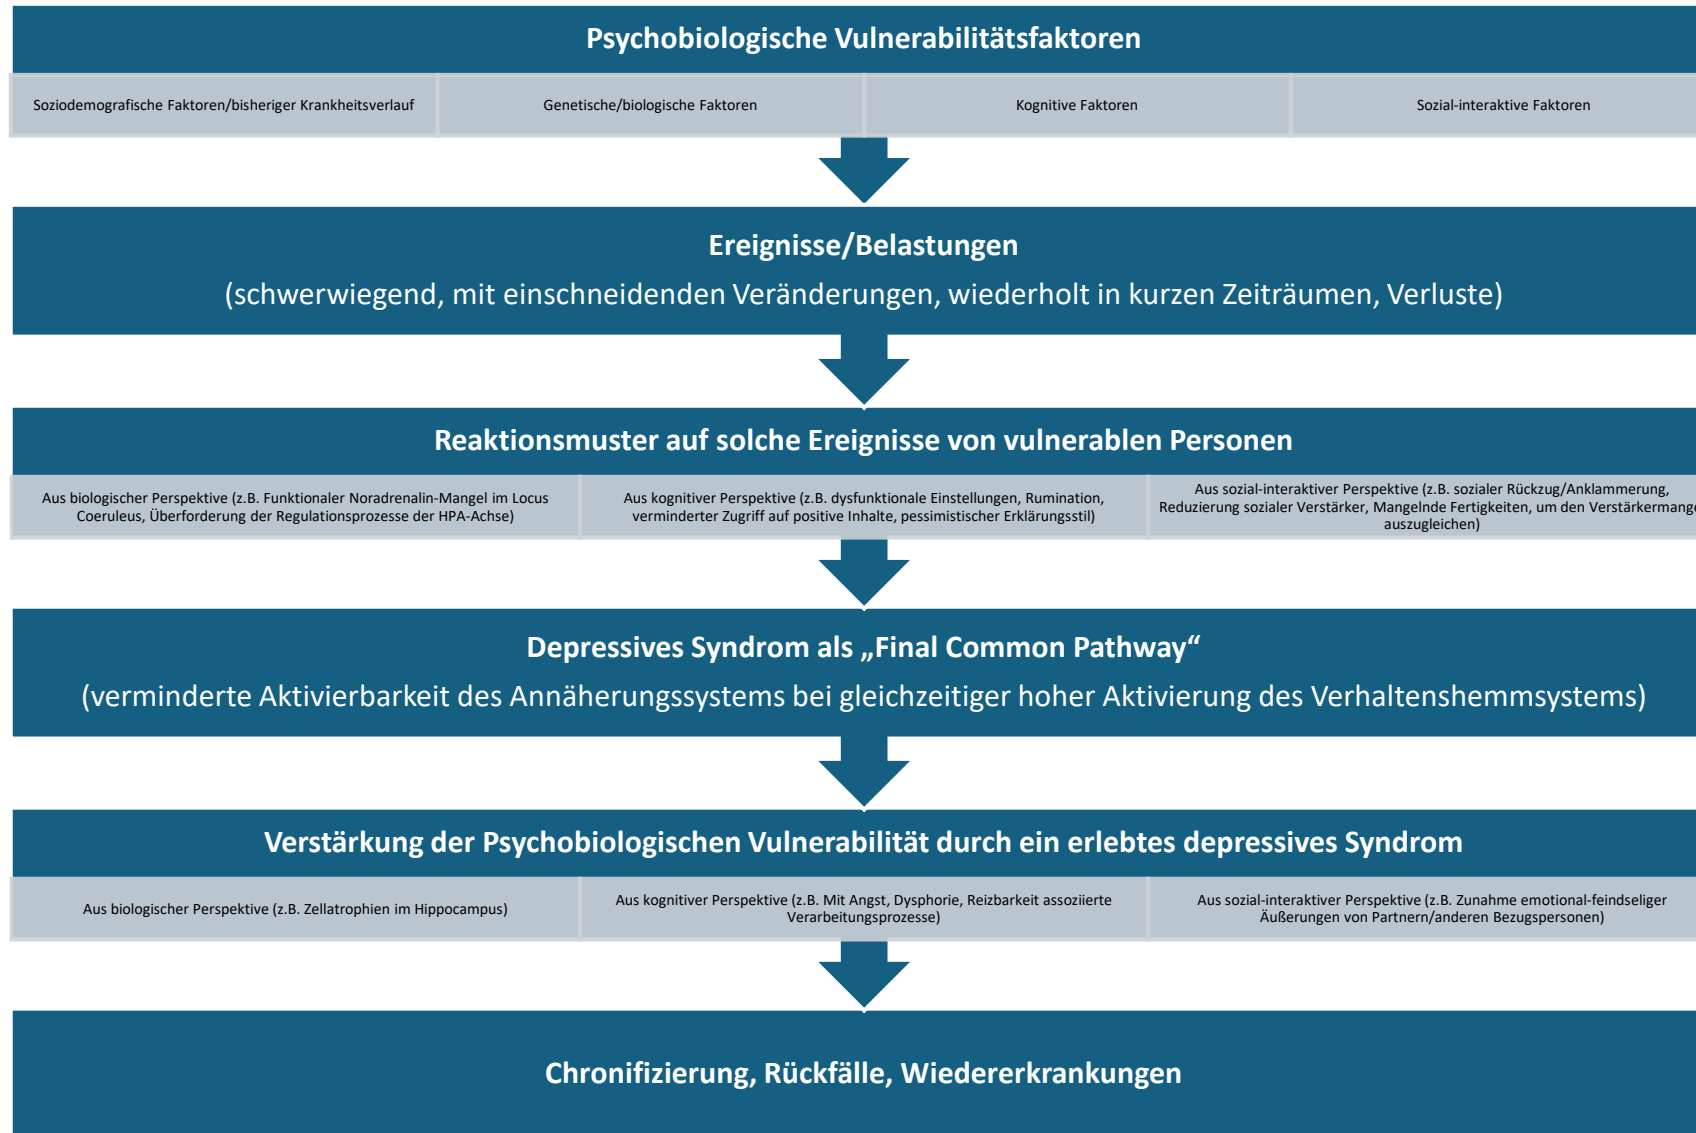 Psychobiologische Vulnerabilitätsfaktoren
Soziodemografische Faktoren/bisheriger Krankheitsverlauf
Genetische/biologische Faktoren
Kognitive Faktoren
Sozial-interaktive Faktoren
Ereignisse/Belastungen
(schwerwiegend, mit einschneidenden Veränderungen, wiederholt in kurzen Zeiträumen, Verluste)
Reaktionsmuster auf solche Ereignisse von vulnerablen Personen
Aus biologischer Perspektive (z.B. Funktionaler Noradrenalin-Mangel im Locus
Coeruleus, Überforderung der Regulationsprozesse der HPA-Achse)
Aus kognitiver Perspektive (z.B. dysfunktionale Einstellungen, Rumination,
verminderter Zugriff auf positive Inhalte, pessimistischer Erklärungsstil)
Aus sozial-interaktiver Perspektive (z.B. sozialer Rückzug/Anklammerung,
Reduzierung sozialer Verstärker, Mangelnde Fertigkeiten, um den Verstärkermange
auszugleichen)
Depressives Syndrom als „Final Common Pathway“
(verminderte Aktivierbarkeit des Annäherungssystems bei gleichzeitiger hoher Aktivierung des Verhaltenshemmsystems)
Verstärkung der Psychobiologischen Vulnerabilität durch ein erlebtes depressives Syndrom
Aus biologischer Perspektive (z.B. Zellatrophien im Hippocampus)
Aus kognitiver Perspektive (z.B. Mit Angst, Dysphorie, Reizbarkeit assoziierte
Verarbeitungsprozesse)
Aus sozial-interaktiver Perspektive (z.B. Zunahme emotional-feindseliger
Äußerungen von Partnern/anderen Bezugspersonen)
Chronifizierung, Rückfälle, Wiedererkrankungen